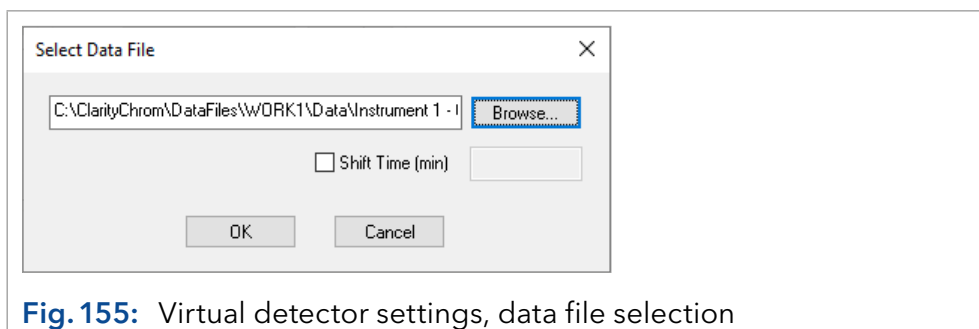 Select Data File
C:\ClarityChrom\DataFiles\WORK1\Data\Instrument 1 -
Browse...
Shift Time (min)
OK Cancel
Fig. 155: Virtual detector settings, data file selection